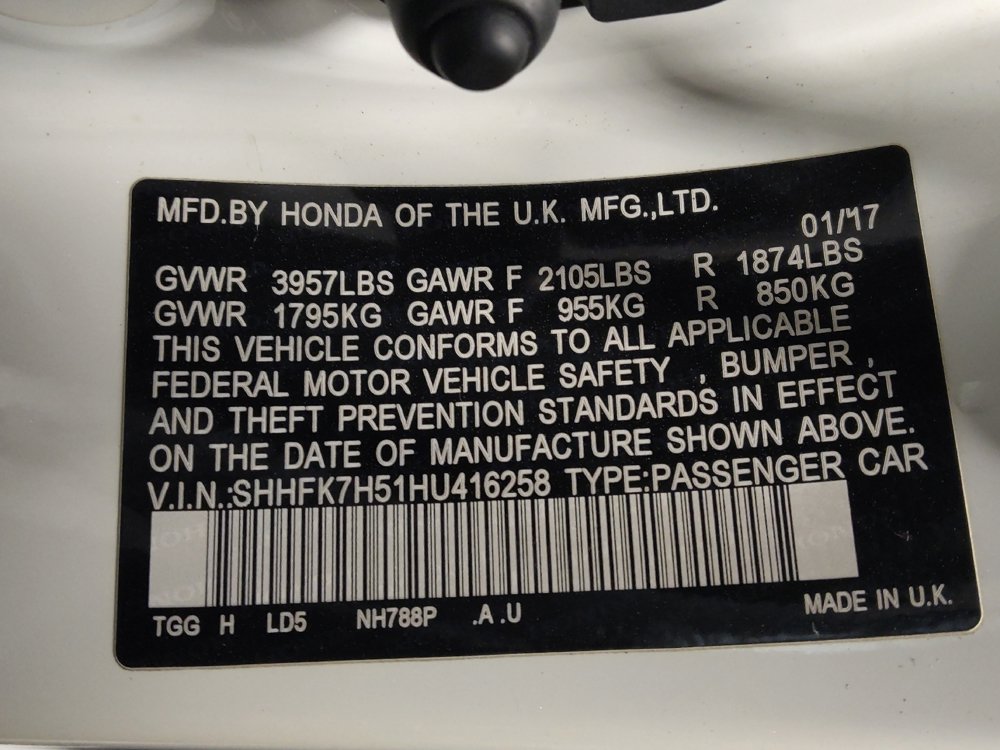 MFD.BY HONDA OF THE U.K. MFG.,LTD.
01/'17
GVWR 3957LBS GAWR F 2105LBS R 1874LBS
GVWR 1795KG GAWR F 955KG R 850KG
THIS VEHICLE CONFORMS TO ALL APPLICABLE
FEDERAL MOTOR VEHICLE SAFETY , BUMPER ,
AND THEFT PREVENTION STANDARDS IN EFFECT
ON THE DATE OF MANUFACTURE SHOWN ABOVE.
V.I.N.:SHHFK7H51HU416258 TYPE:PASSENGER CAR
TGG H LD5 NH788P .A .U MADE IN U.K.